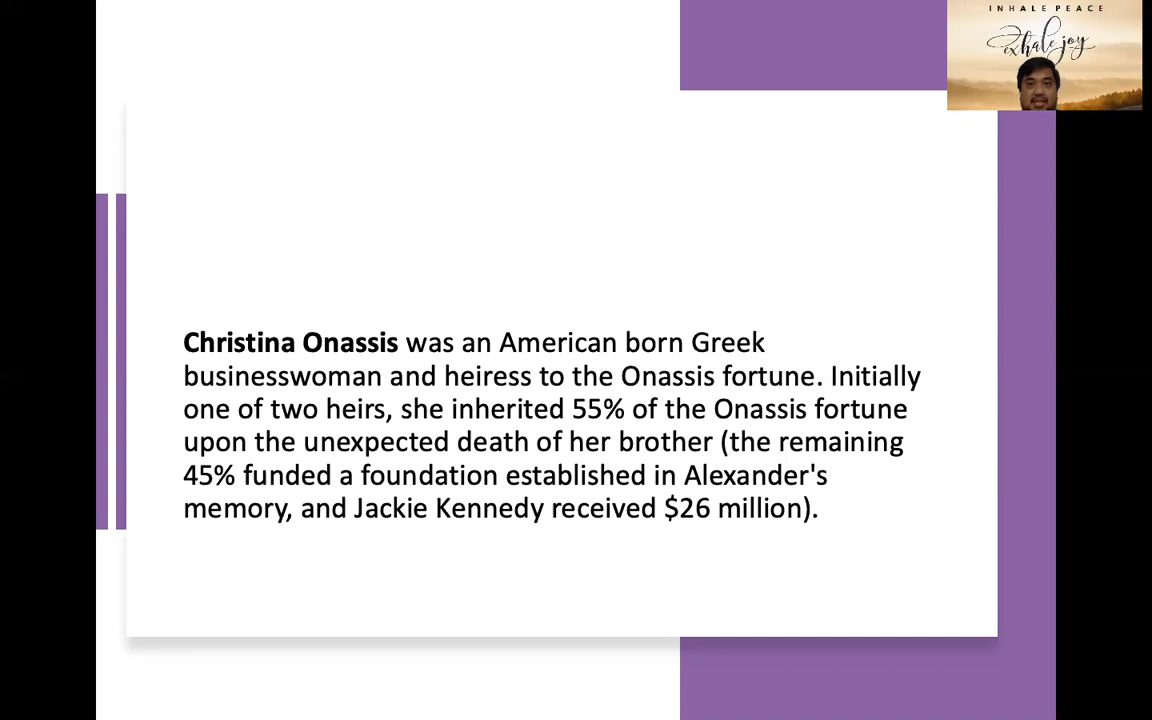 INHALE PEACE
exhale joy
Christina Onassis was an American born Greek
businesswoman and heiress to the Onassis fortune. Initially
one of two heirs, she inherited 55% of the Onassis fortune
upon the unexpected death of her brother (the remaining
45% funded a foundation established in Alexander's
memory, and Jackie Kennedy received $26 million).